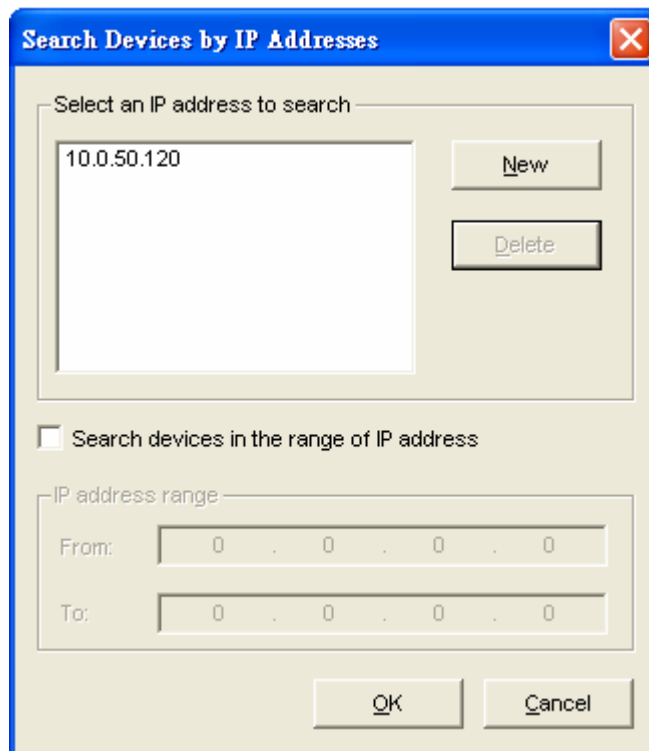 Search Devices by IP Addresses
Select an IP address to search
10.0.50.120
New
Delete
Search devices in the range of IP address
IP address range
From: 0 . 0 . 0 . 0
To: 0 . 0 . 0 . 0
OK
Cancel